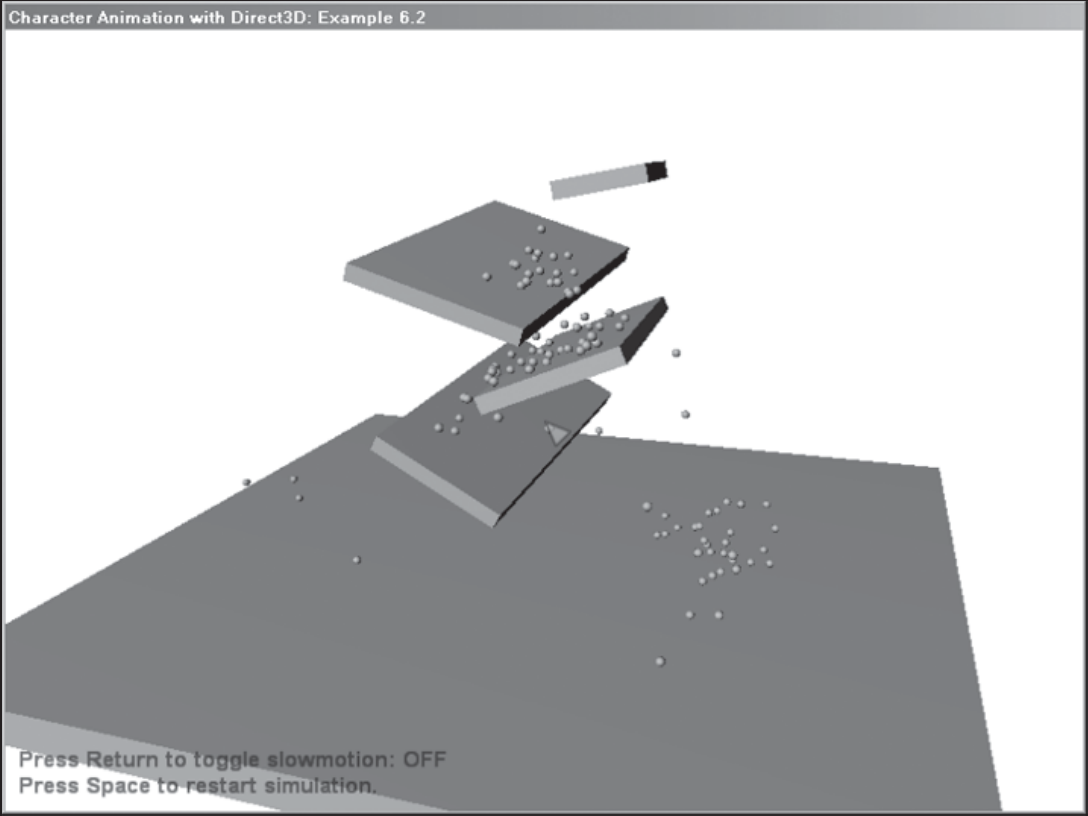 Character Animation with Direct3D: Example 6.2
Press Return to toggle slowmotion: OFF
Press Space to restart simulation.